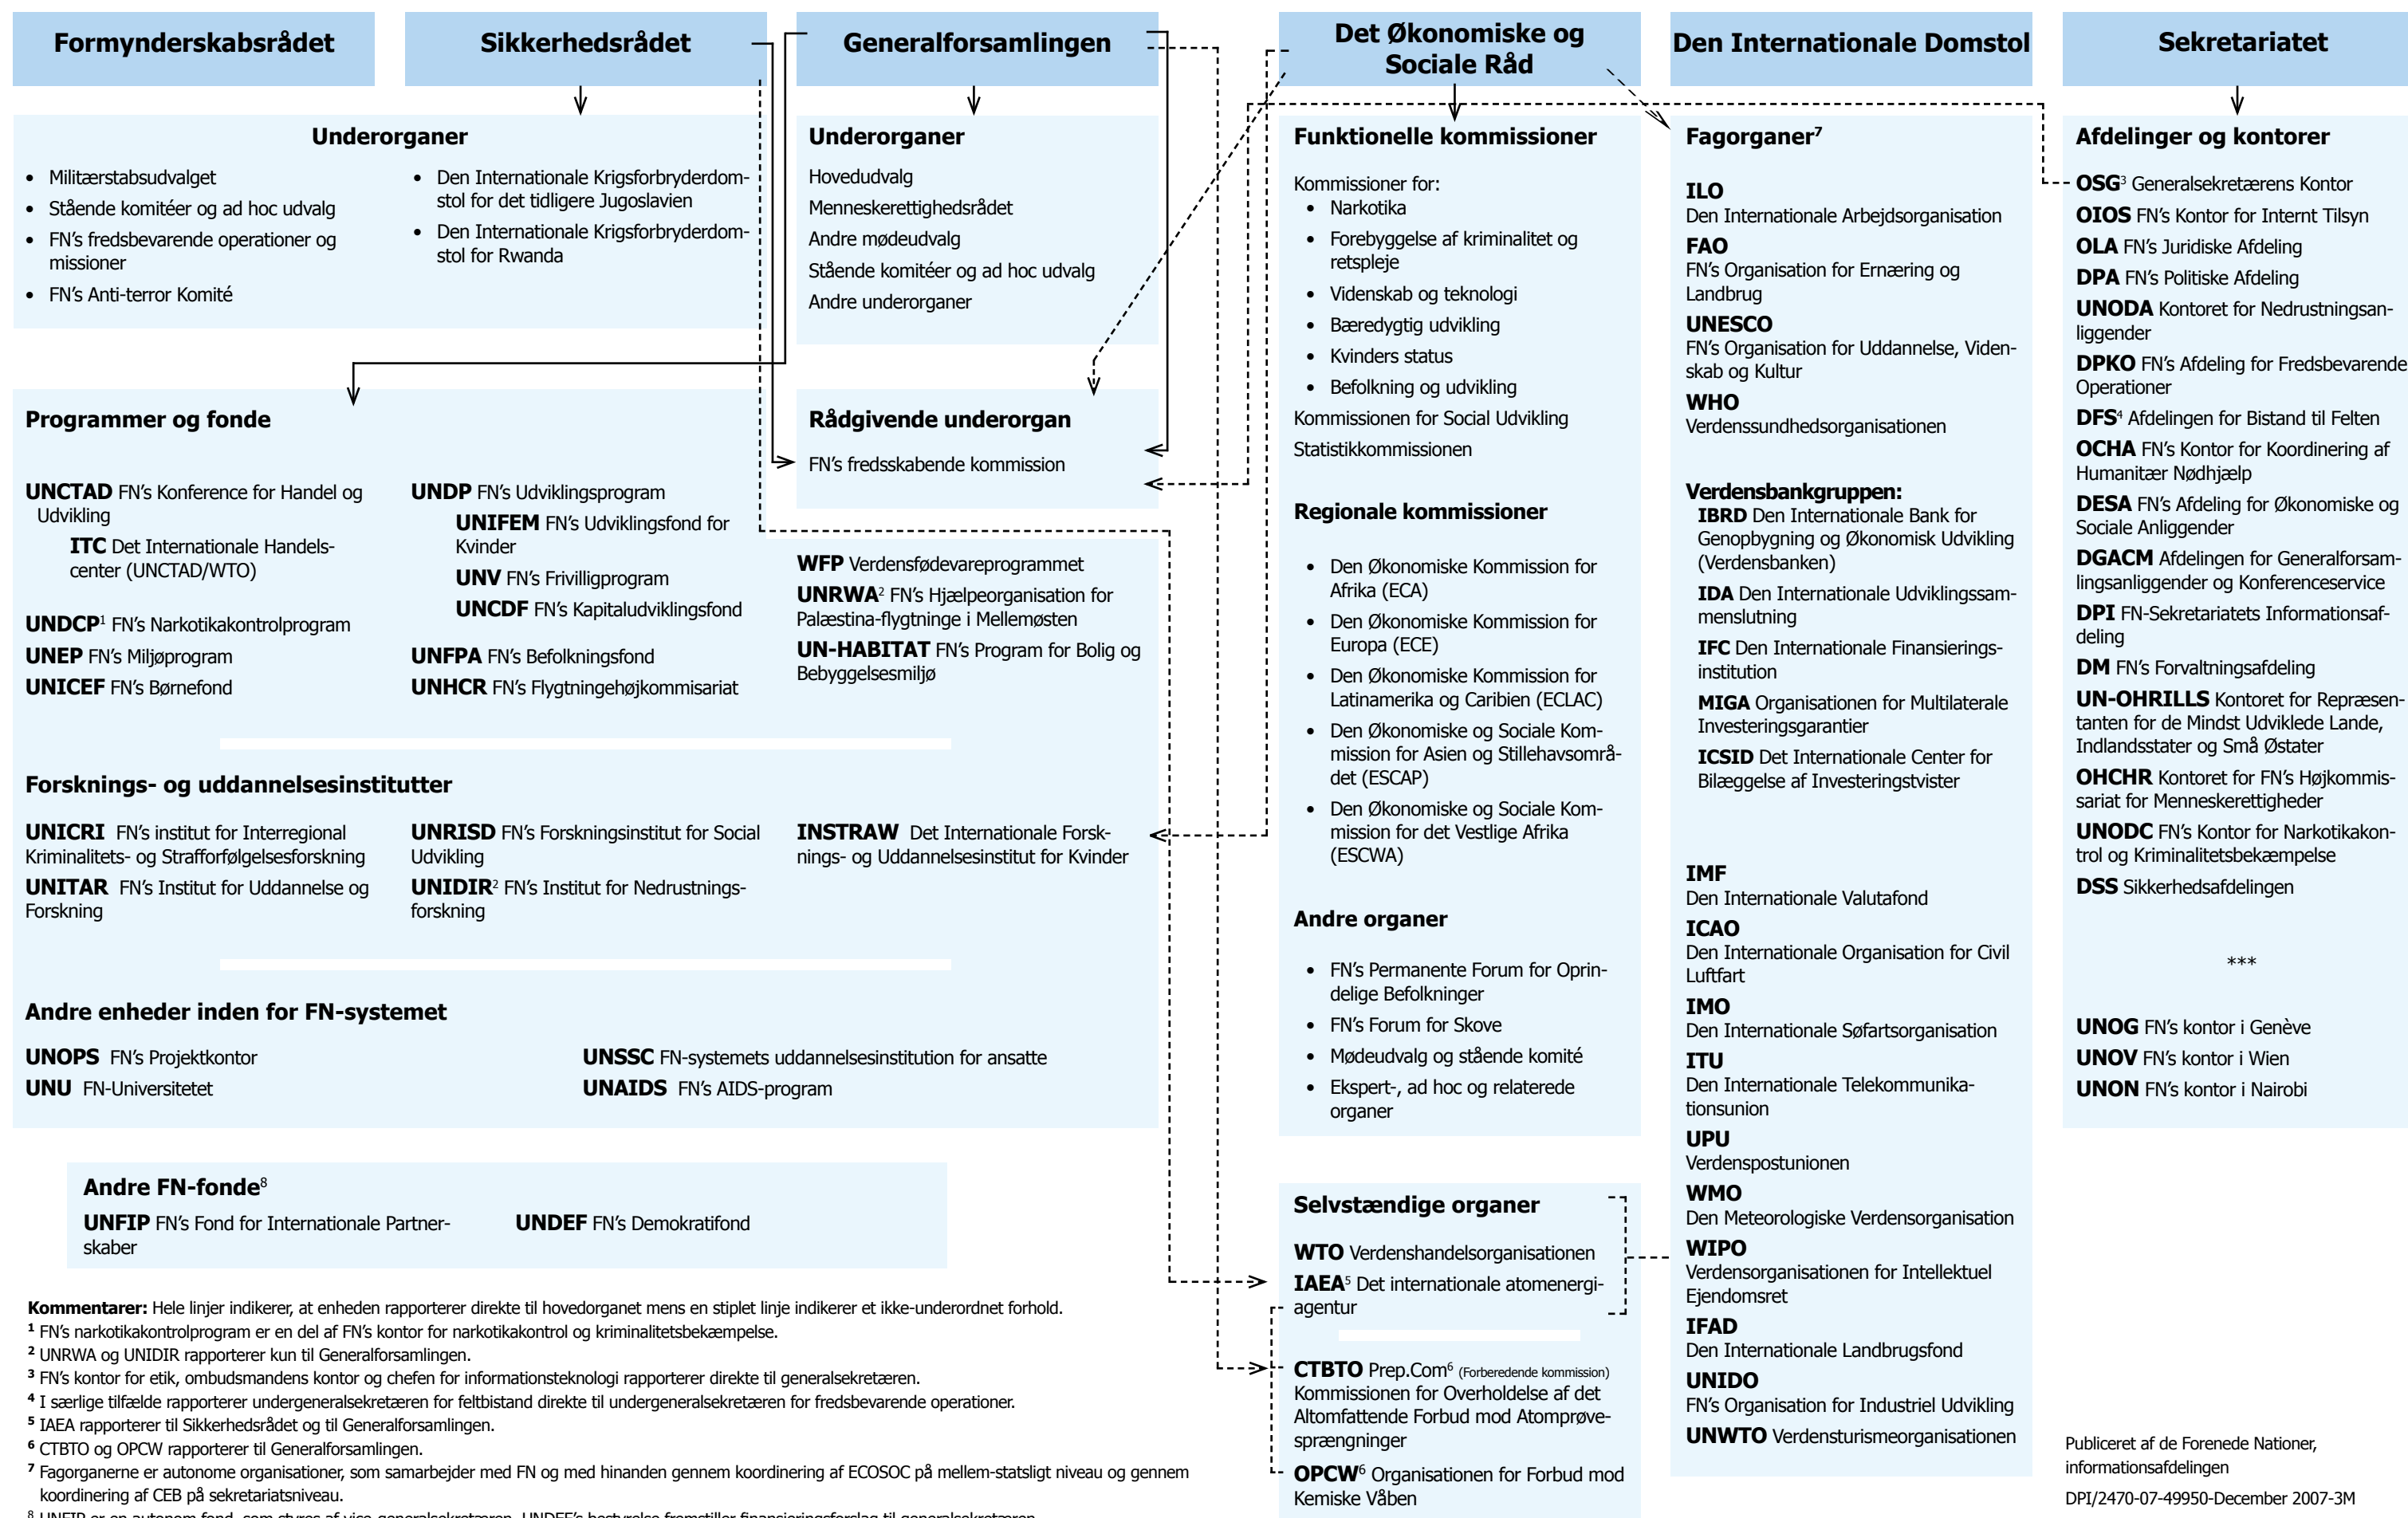 Formynderskabsrådet
Sikkerhedsrådet
Generalforsamlingen
Det Økonomiske og
Sociale Råd
Den Internationale Domstol
Sekretariatet
Underorganer
• Militærstabsudvalget
• Stående komitéer og ad hoc udvalg
• FN's fredsbevarende operationer og
missioner
• FN's Anti-terror Komité
• Den Internationale Krigsforbryderdom-
stol for det tidligere Jugoslavien
• Den Internationale Krigsforbryderdom-
stol for Rwanda
Underorganer
Hovedudvalg
Menneskerettighedsrådet
Andre mødeudvalg
Stående komitéer og ad hoc udvalg
Andre underorganer
Programmer og fonde
UNCTAD FN's Konference for Handel og
Udvikling
ITC Det Internationale Handels-
center (UNCTAD/WTO)
UNDCP¹ FN's Narkotikakontrolprogram
UNEP FN's Miljøprogram
UNICEF FN's Børnefond
UNDP FN's Udviklingsprogram
UNIFEM FN's Udviklingsfond for
Kvinder
UNV FN's Frivilligprogram
UNCDF FN's Kapitaludviklingsfond
UNFPA FN's Befolkningsfond
UNHCR FN's Flygtningehøjkommisariat
Rådgivende underorgan
FN's fredsskabende kommission
WFP Verdensfødevareprogrammet
UNRWA² FN's Hjælpeorganisation for
Palæstina-flygtninge i Mellemøsten
UN-HABITAT FN's Program for Bolig og
Bebyggelsesmiljø
Forsknings- og uddannelsesinstitutter
UNICRI FN's institut for Interregional
Kriminalitets- og Strafforfølgelsesforskning
UNITAR FN's Institut for Uddannelse og
Forskning
UNRISD FN's Forskningsinstitut for Social
Udvikling
UNIDIR² FN's Institut for Nedrustnings-
forskning
INSTRAW Det Internationale Forsk-
nings- og Uddannelsesinstitut for Kvinder
Andre enheder inden for FN-systemet
UNOPS FN's Projektkontor
UNU FN-Universitetet
UNSSC FN-systemets uddannelsesinstitution for ansatte
UNAIDS FN's AIDS-program
Andre FN-fonde⁸
UNFIP FN's Fond for Internationale Partner-
skaber
UNDEF FN's Demokratifond
Kommentarer: Hele linjer indikerer, at enheden rapporterer direkte til hovedorganet mens en stiplet linje indikerer et ikke-underordnet forhold.
¹ FN's narkotikakontrolprogram er en del af FN's kontor for narkotikakontrol og kriminalitetsbekæmpelse.
² UNRWA og UNIDIR rapporterer kun til Generalforsamlingen.
³ FN's kontor for etik, ombudsmandens kontor og chefen for informationsteknologi rapporterer direkte til generalsekretæren.
⁴ I særlige tilfælde rapporterer undergeneralsekretæren for feltbistand direkte til undergeneralsekretæren for fredsbevarende operationer.
⁵ IAEA rapporterer til Sikkerhedsrådet og til Generalforsamlingen.
⁶ CTBTO og OPCW rapporterer til Generalforsamlingen.
⁷ Fagorganerne er autonome organisationer, som samarbejder med FN og med hinanden gennem koordinering af ECOSOC på mellem-statsligt niveau og gennem
koordinering af CEB på sekretariatsniveau.
⁸ UNFIP er en autonom fond, som styres af vice-generalsekretæren. UNDEF's bestyrelse fremstiller finansieringsforslag til generalsekretæren.
Funktionelle kommissioner
Kommissioner for:
• Narkotika
• Forebyggelse af kriminalitet og
retspleje
• Videnskab og teknologi
• Bæredygtig udvikling
• Kvinders status
• Befolkning og udvikling
Kommissionen for Social Udvikling
Statistikkommissionen
Regionale kommissioner
• Den Økonomiske Kommission for
Afrika (ECA)
• Den Økonomiske Kommission for
Europa (ECE)
• Den Økonomiske Kommission for
Latinamerika og Caribien (ECLAC)
• Den Økonomiske og Sociale Kom-
mission for Asien og Stillehavsområ-
det (ESCAP)
• Den Økonomiske og Sociale Kom-
mission for det Vestlige Afrika
(ESCWA)
Andre organer
• FN's Permanente Forum for Oprin-
delige Befolkninger
• FN's Forum for Skove
• Mødeudvalg og stående komité
• Ekspert-, ad hoc og relaterede
organer
Selvstændige organer
WTO Verdenshandelsorganisationen
IAEA⁵ Det internationale atomenergi-
agentur
CTBTO Prep.Com⁶ (Forberedende kommission)
Kommissionen for Overholdelse af det
Altomfattende Forbud mod Atomprøve-
sprængninger
OPCW⁶ Organisationen for Forbud mod
Kemiske Våben
Fagorganer⁷
ILO
Den Internationale Arbejdsorganisation
FAO
FN's Organisation for Ernæring og
Landbrug
UNESCO
FN's Organisation for Uddannelse, Viden-
skab og Kultur
WHO
Verdenssundhedsorganisationen
Verdensbankgruppen:
IBRD Den Internationale Bank for
Genopbygning og Økonomisk Udvikling
(Verdensbanken)
IDA Den Internationale Udviklingssam-
menslutning
IFC Den Internationale Finansierings-
institution
MIGA Organisationen for Multilaterale
Investeringsgarantier
ICSID Det Internationale Center for
Bilæggelse af Investeringstvister
IMF
Den Internationale Valutafond
ICAO
Den Internationale Organisation for Civil
Luftfart
IMO
Den Internationale Søfartsorganisation
ITU
Den Internationale Telekommunika-
tionsunion
UPU
Verdenspostunionen
WMO
Den Meteorologiske Verdensorganisation
WIPO
Verdensorganisationen for Intellektuel
Ejendomsret
IFAD
Den Internationale Landbrugsfond
UNIDO
FN's Organisation for Industriel Udvikling
UNWTO Verdensturismeorganisationen
Afdelinger og kontorer
OSG³ Generalsekretærens Kontor
OIOS FN's Kontor for Internt Tilsyn
OLA FN's Juridiske Afdeling
DPA FN's Politiske Afdeling
UNODA Kontoret for Nedrustningsan-
liggender
DPKO FN's Afdeling for Fredsbevarende
Operationer
DFS⁴ Afdelingen for Bistand til Felten
OCHA FN's Kontor for Koordinering af
Humanitær Nødhjælp
DESA FN's Afdeling for Økonomiske og
Sociale Anliggender
DGACM Afdelingen for Generalforsam-
lingsanliggender og Konferenceservice
DPI FN-Sekretariatets Informationsaf-
deling
DM FN's Forvaltningsafdeling
UN-OHRILLS Kontoret for Repræsen-
tanten for de Mindst Udviklede Lande,
Indlandsstater og Små Østater
OHCHR Kontoret for FN's Højkommis-
sariat for Menneskerettigheder
UNODC FN's Kontor for Narkotikakon-
trol og Kriminalitetsbekæmpelse
DSS Sikkerhedsafdelingen
***
UNOG FN's kontor i Genève
UNOV FN's kontor i Wien
UNON FN's kontor i Nairobi
Publiceret af de Forenede Nationer,
informationsafdelingen
DPI/2470-07-49950-December 2007-3M